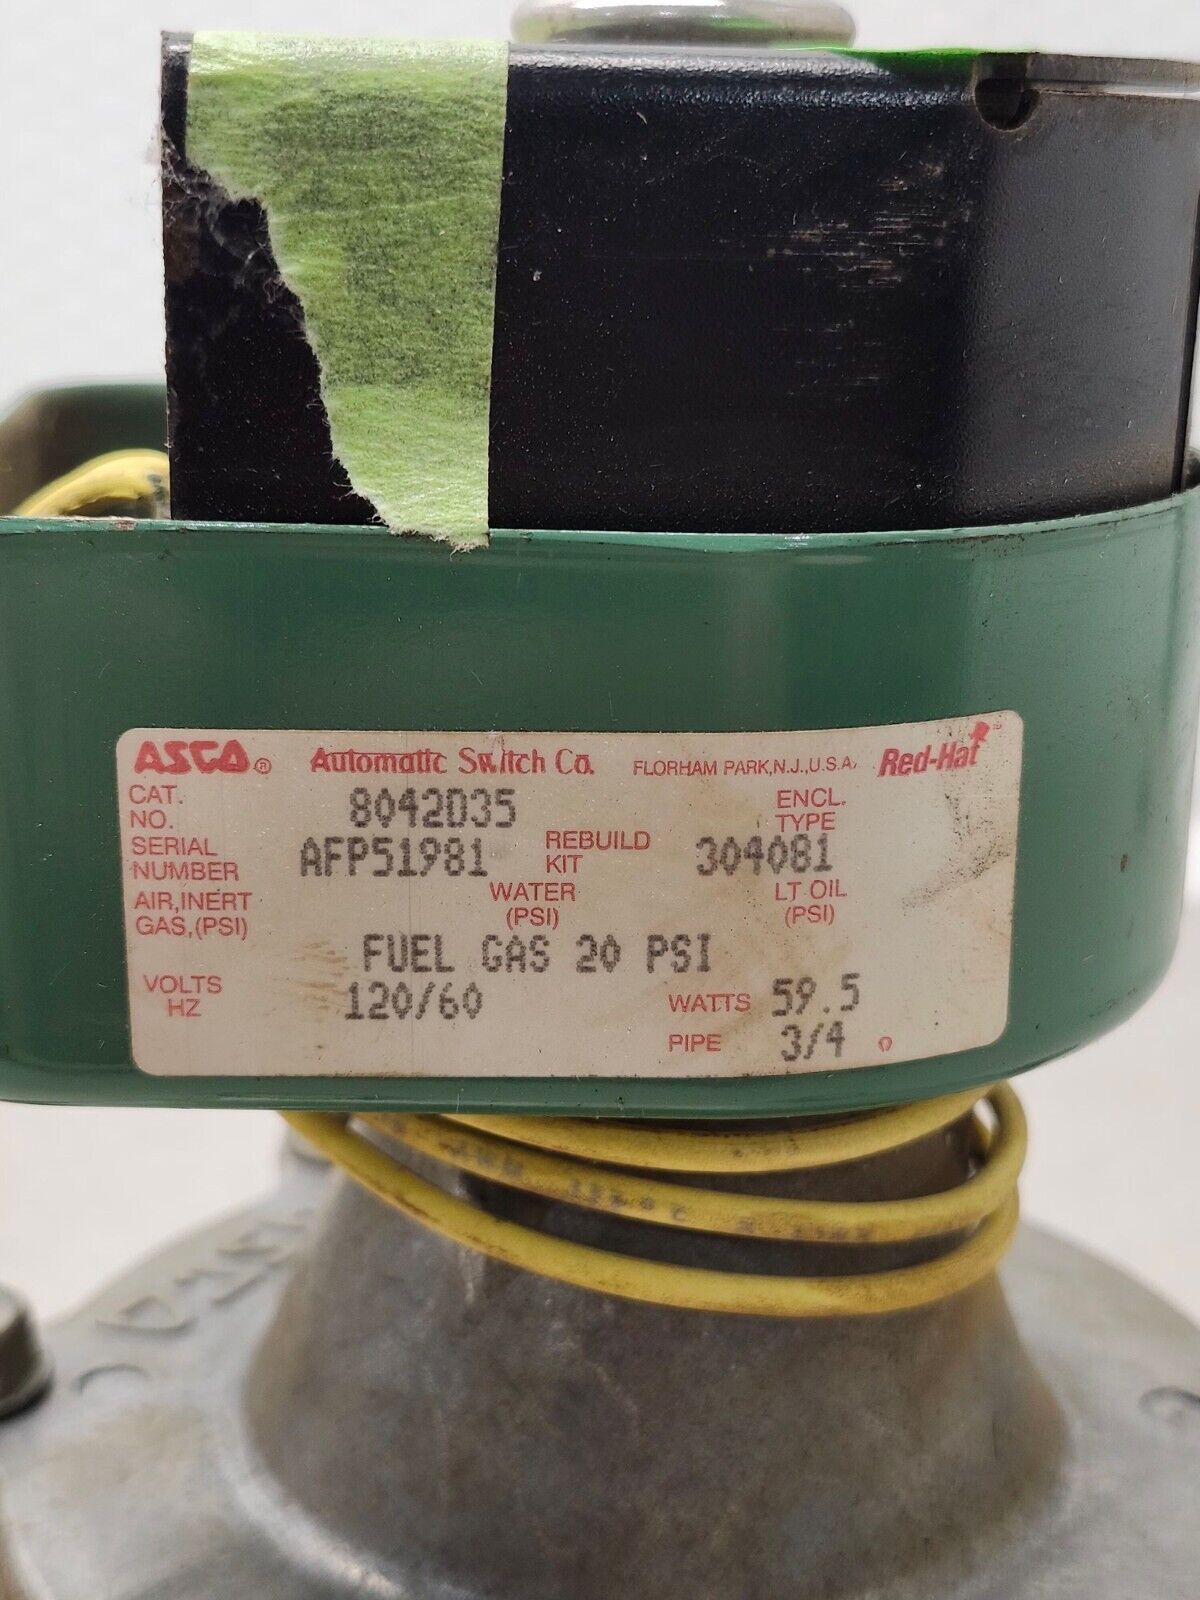 ASCO ® Automatic Switch Co. FLORHAM PARK, N.J., U.S.A. Red-Hat ™
CAT. NO. 8042D35 ENCL. TYPE
SERIAL NUMBER AFP51981 REBUILD KIT 304081
AIR, INERT GAS, (PSI) WATER (PSI) LT OIL (PSI)
FUEL GAS 20 PSI
VOLTS HZ 120/60 WATTS 59.5
PIPE 3/4